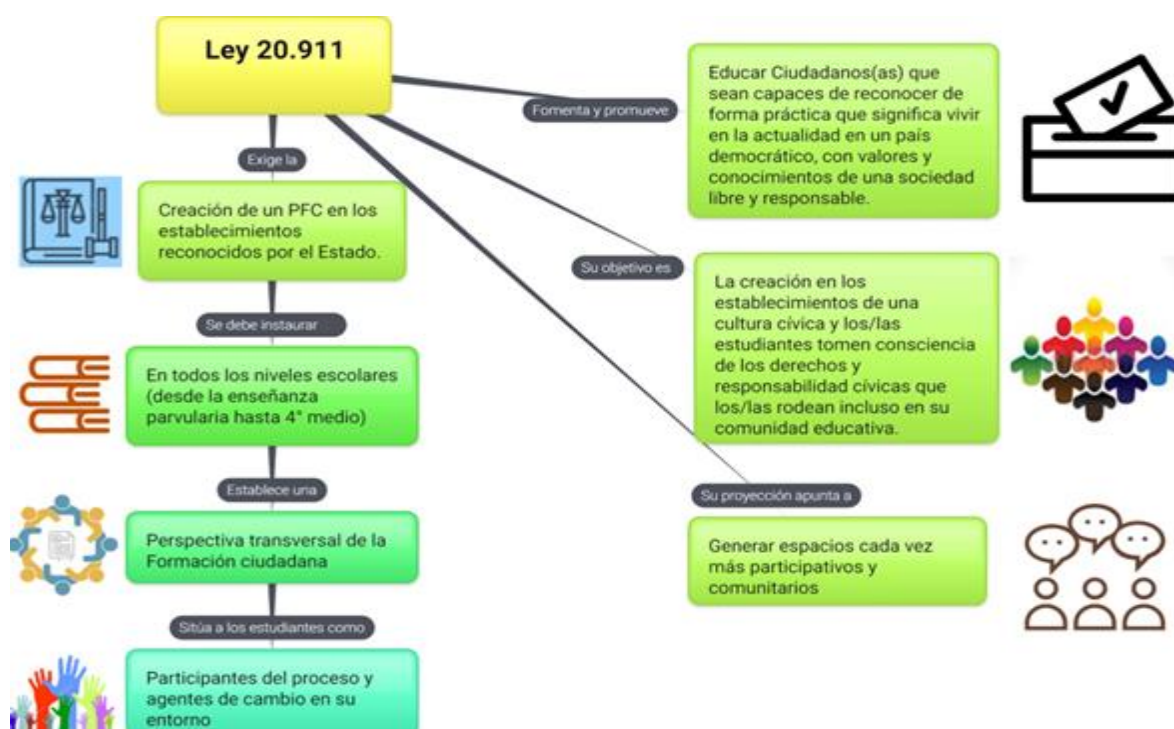 Ley 20.911
Exige la
Creación de un PFC en los
establecimientos
reconocidos por el Estado.
Se debe instaurar
En todos los niveles escolares
(desde la enseñanza
parvularia hasta 4° medio)
Establece una
Perspectiva transversal de la
Formación ciudadana
Sitúa a los estudiantes como
Participantes del proceso y
agentes de cambio en su
entorno
Fomenta y promueve
Educar Ciudadanos(as) que
sean capaces de reconocer de
forma práctica que significa vivir
en la actualidad en un país
democrático, con valores y
conocimientos de una sociedad
libre y responsable.
Su objetivo es
La creación en los
establecimientos de una
cultura cívica y los/las
estudiantes tomen consciencia
de los derechos y
responsabilidad cívicas que
los/las rodean incluso en su
comunidad educativa.
Su proyección apunta a
Generar espacios cada vez
más participativos y
comunitarios